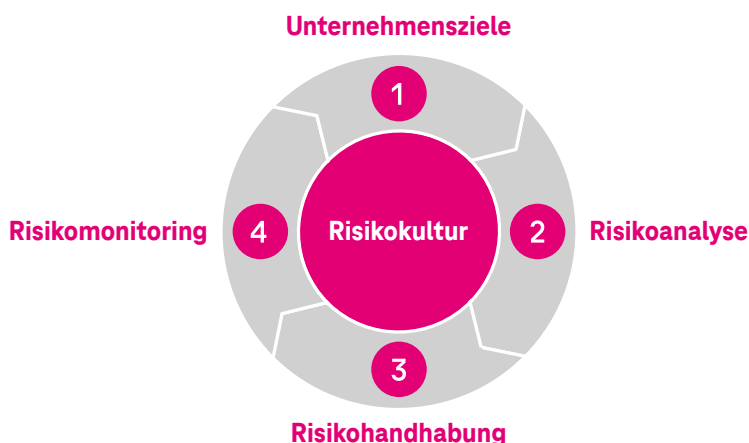 Unternehmensziele
1
Risikomonitoring
4
Risikokultur
2
Risikoanalyse
3
Risikohandhabung